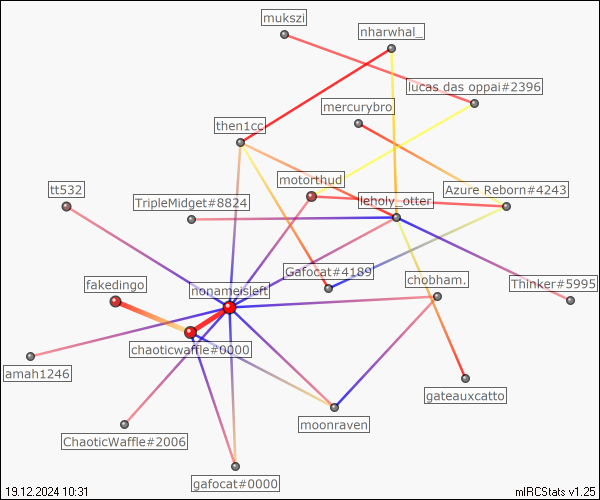 mukszi
nharwhal_
lucas das oppai#2396
mercurybro
then1cc
motorthud
tt532
TripleMidget#8824
leholy_otter
Azure Reborn#4243
Gafocat#4189
chobham.
Thinker#5995
nonameisleft
fakedingo
chaoticwaffle#0000
amah1246
gateauxcatto
moonraven
ChaoticWaffle#2006
gafocat#0000
19.12.2024 10:31
mIRCStats v1.25